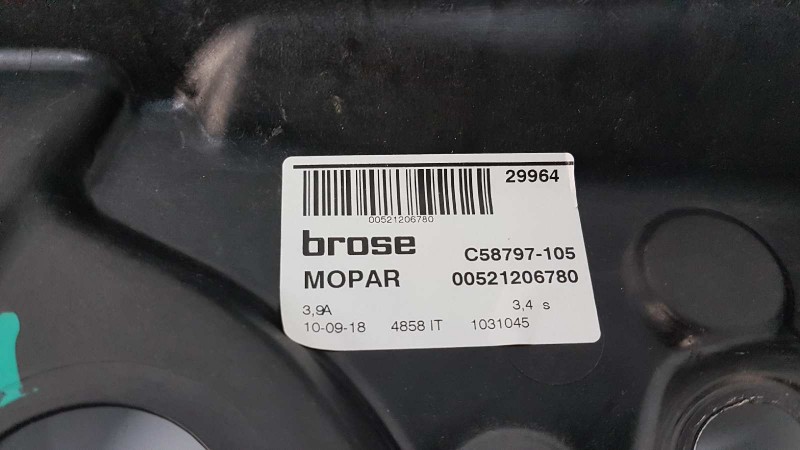 29964
00521206780
brose
C58797-105
MOPAR 00521206780
3,9A 3,4 s
10-09-18 4858 IT 1031045